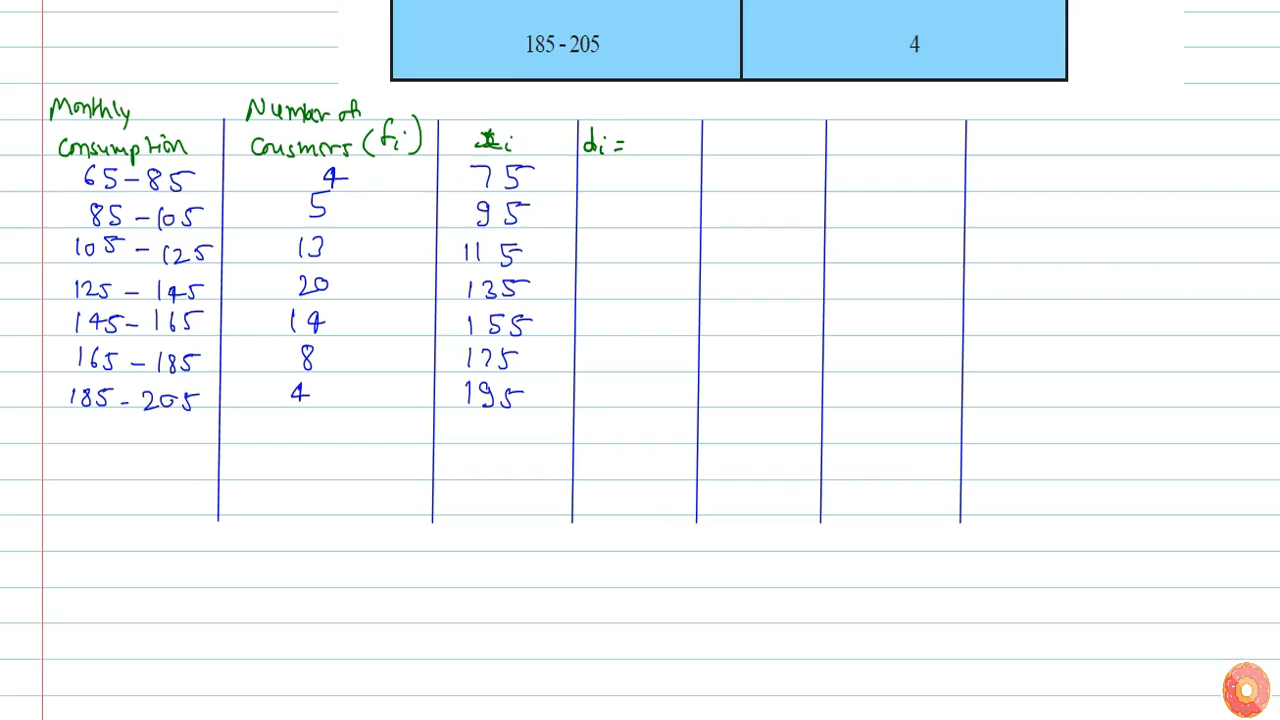 185 - 205 4
Monthly Number of
consumption Cousmers (fi) xi di =
65 - 85 4 75
85 - 105 5 95
105 - 125 13 115
125 - 145 20 135
145 - 165 14 155
165 - 185 8 175
185 - 205 4 195